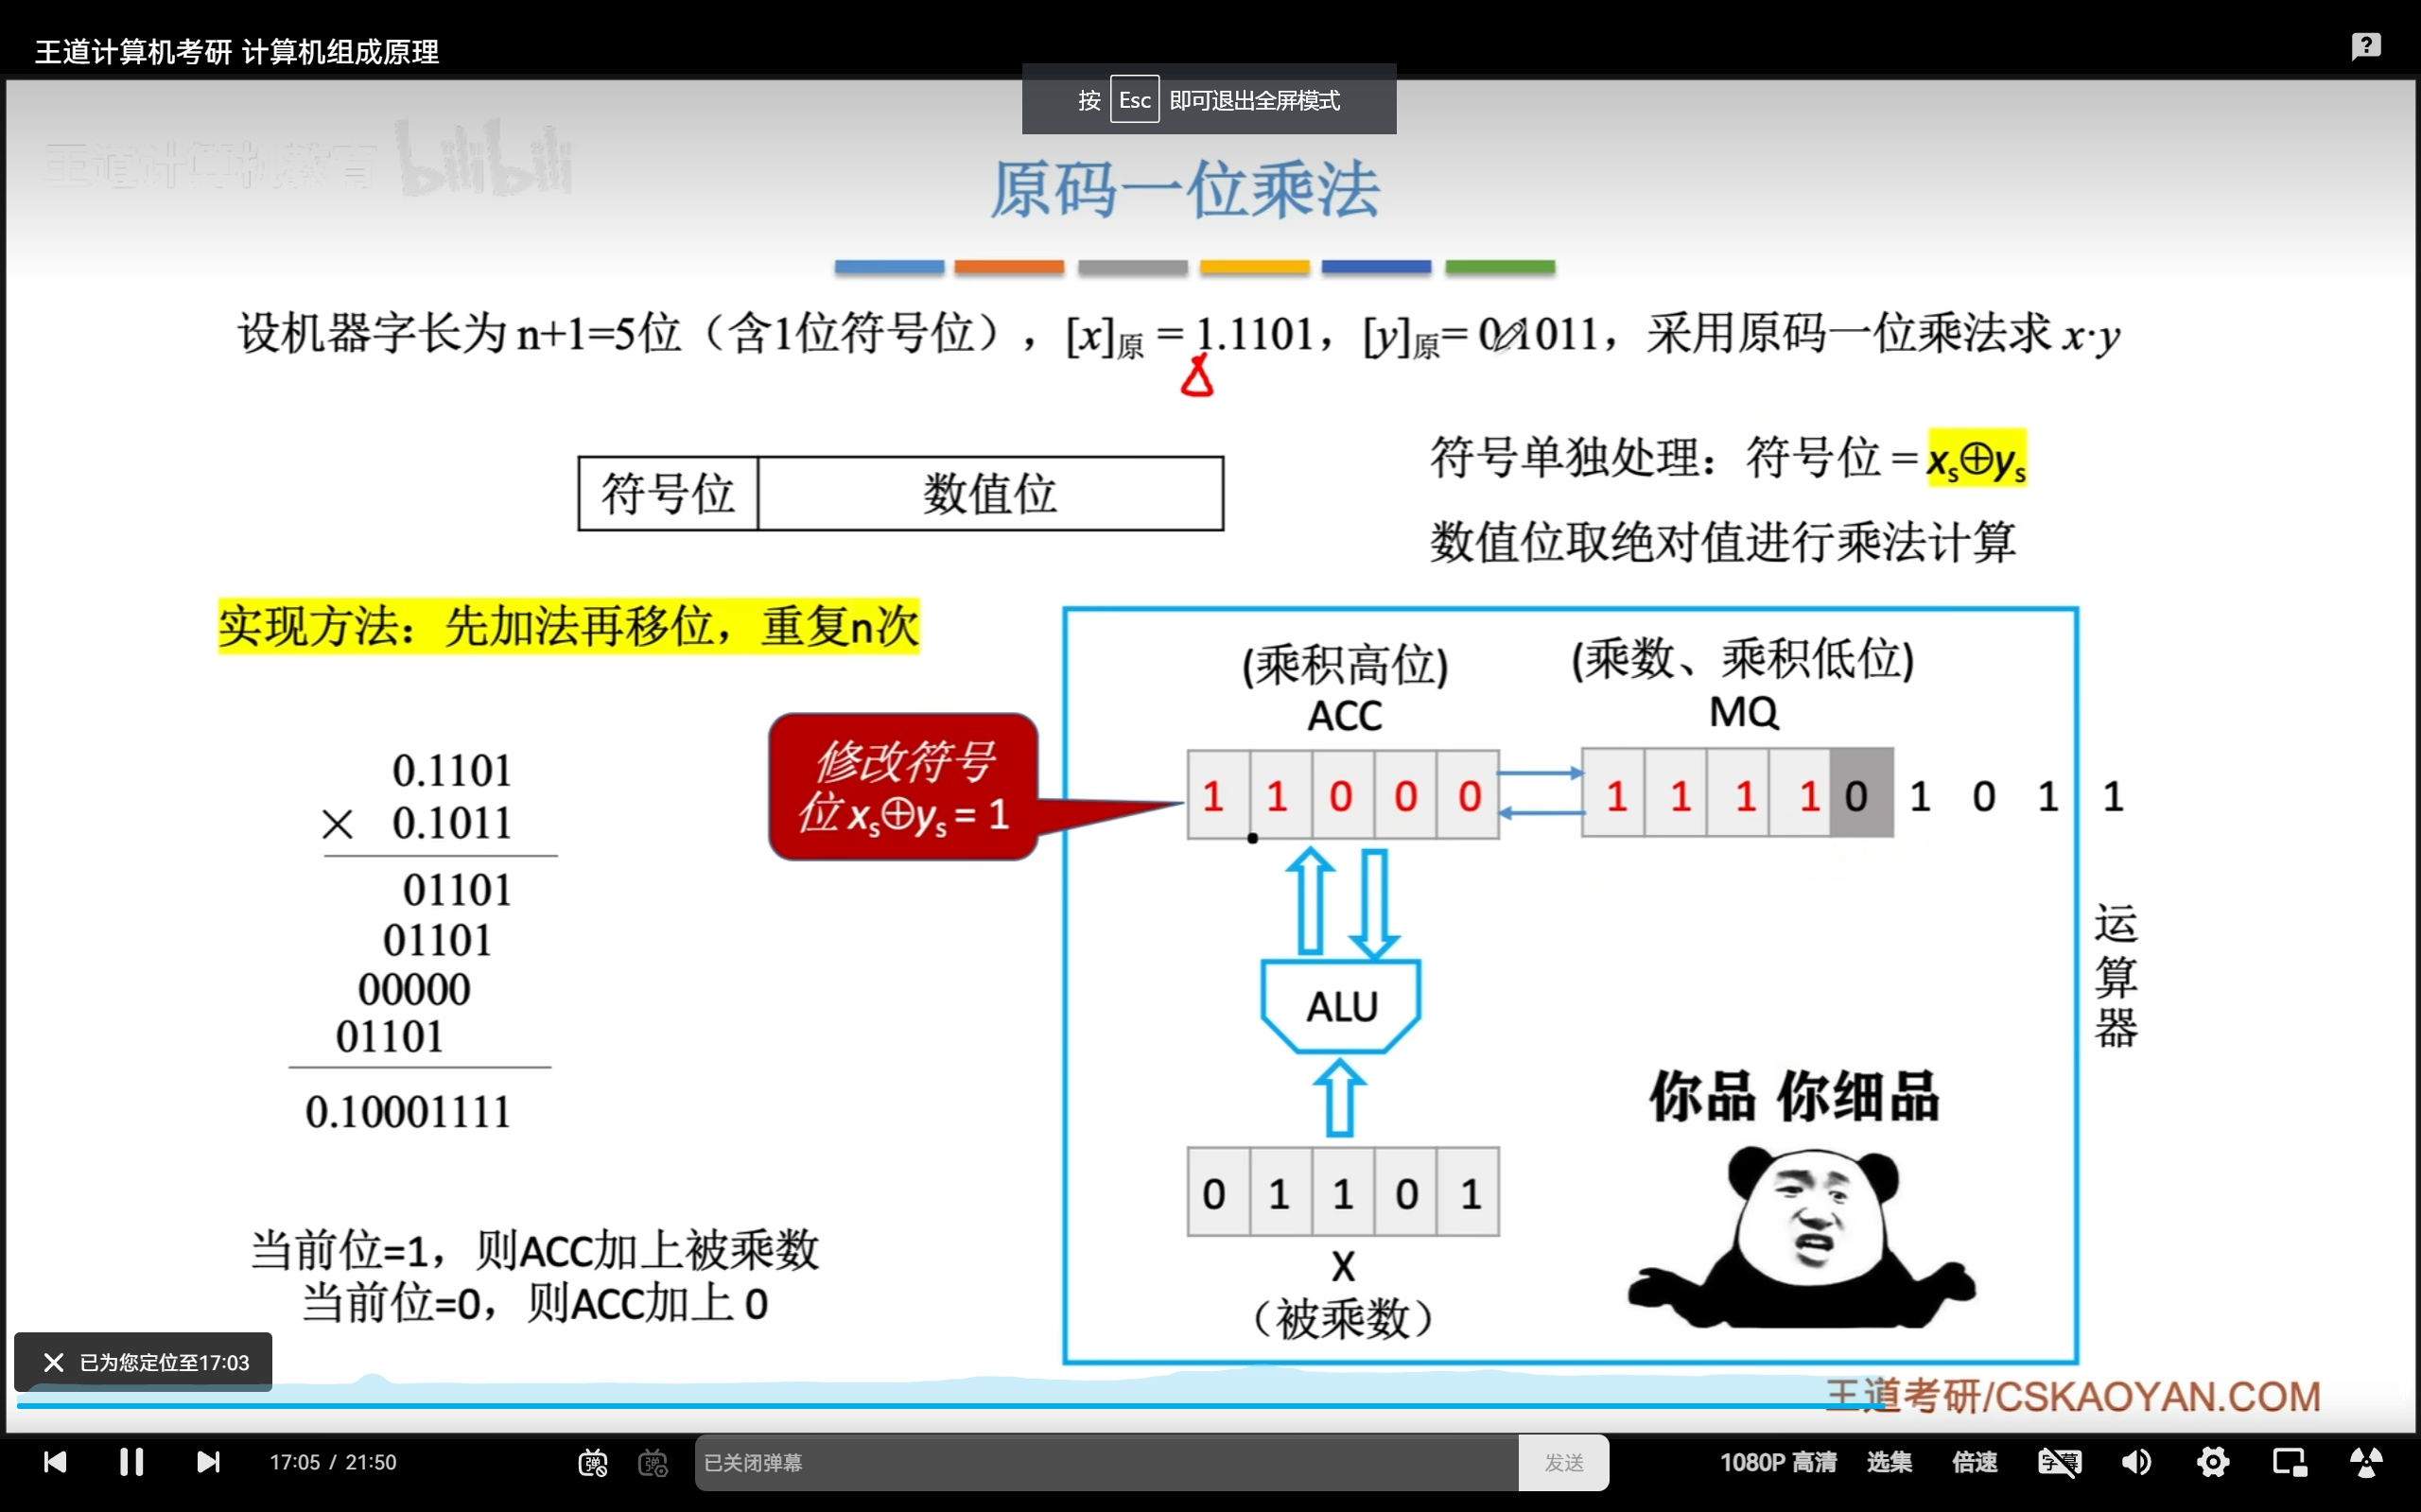 王道计算机考研 计算机组成原理
按 Esc 即可退出全屏模式
王道计算机教育 bilibili
原码一位乘法
设机器字长为 n+1=5位（含1位符号位），[x]原 = 1.1101，[y]原= 0.1011，采用原码一位乘法求 x·y
符号位 数值位
符号单独处理：符号位 = xs⊕ys
数值位取绝对值进行乘法计算
实现方法：先加法再移位，重复n次
(乘积高位)
ACC
(乘数、乘积低位)
MQ
修改符号
位 xs⊕ys = 1
1 1 0 0 0
1 1 1 1 0 1 0 1 1
0.1101
× 0.1011
01101
01101
00000
01101
0.10001111
ALU
运算器
0 1 1 0 1
X
（被乘数）
你品 你细品
当前位=1，则ACC加上被乘数
当前位=0，则ACC加上 0
已为您定位至17:03
王道考研/CSKAOYAN.COM
17:05 / 21:50
弹
弹
已关闭弹幕
发送
1080P 高清
选集
倍速
字幕